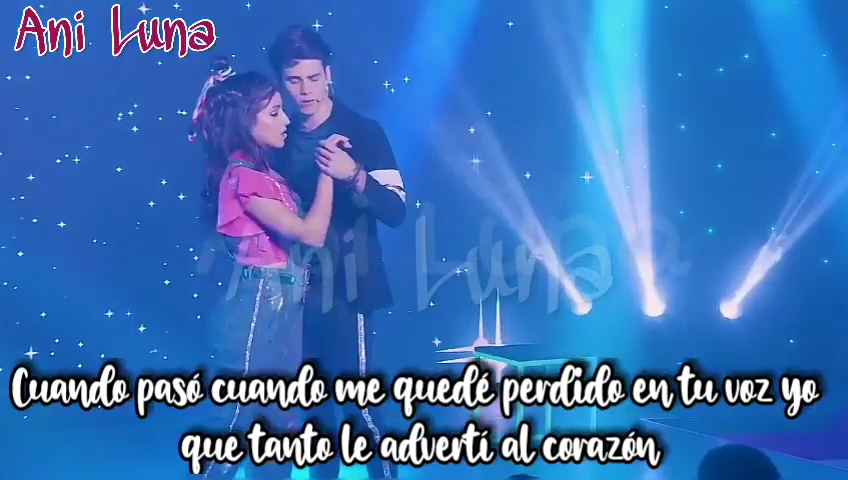 Ani Luna
Ani Luna
Cuando pasó cuando me quedé perdido en tu voz yo
que tanto le advertí al corazón